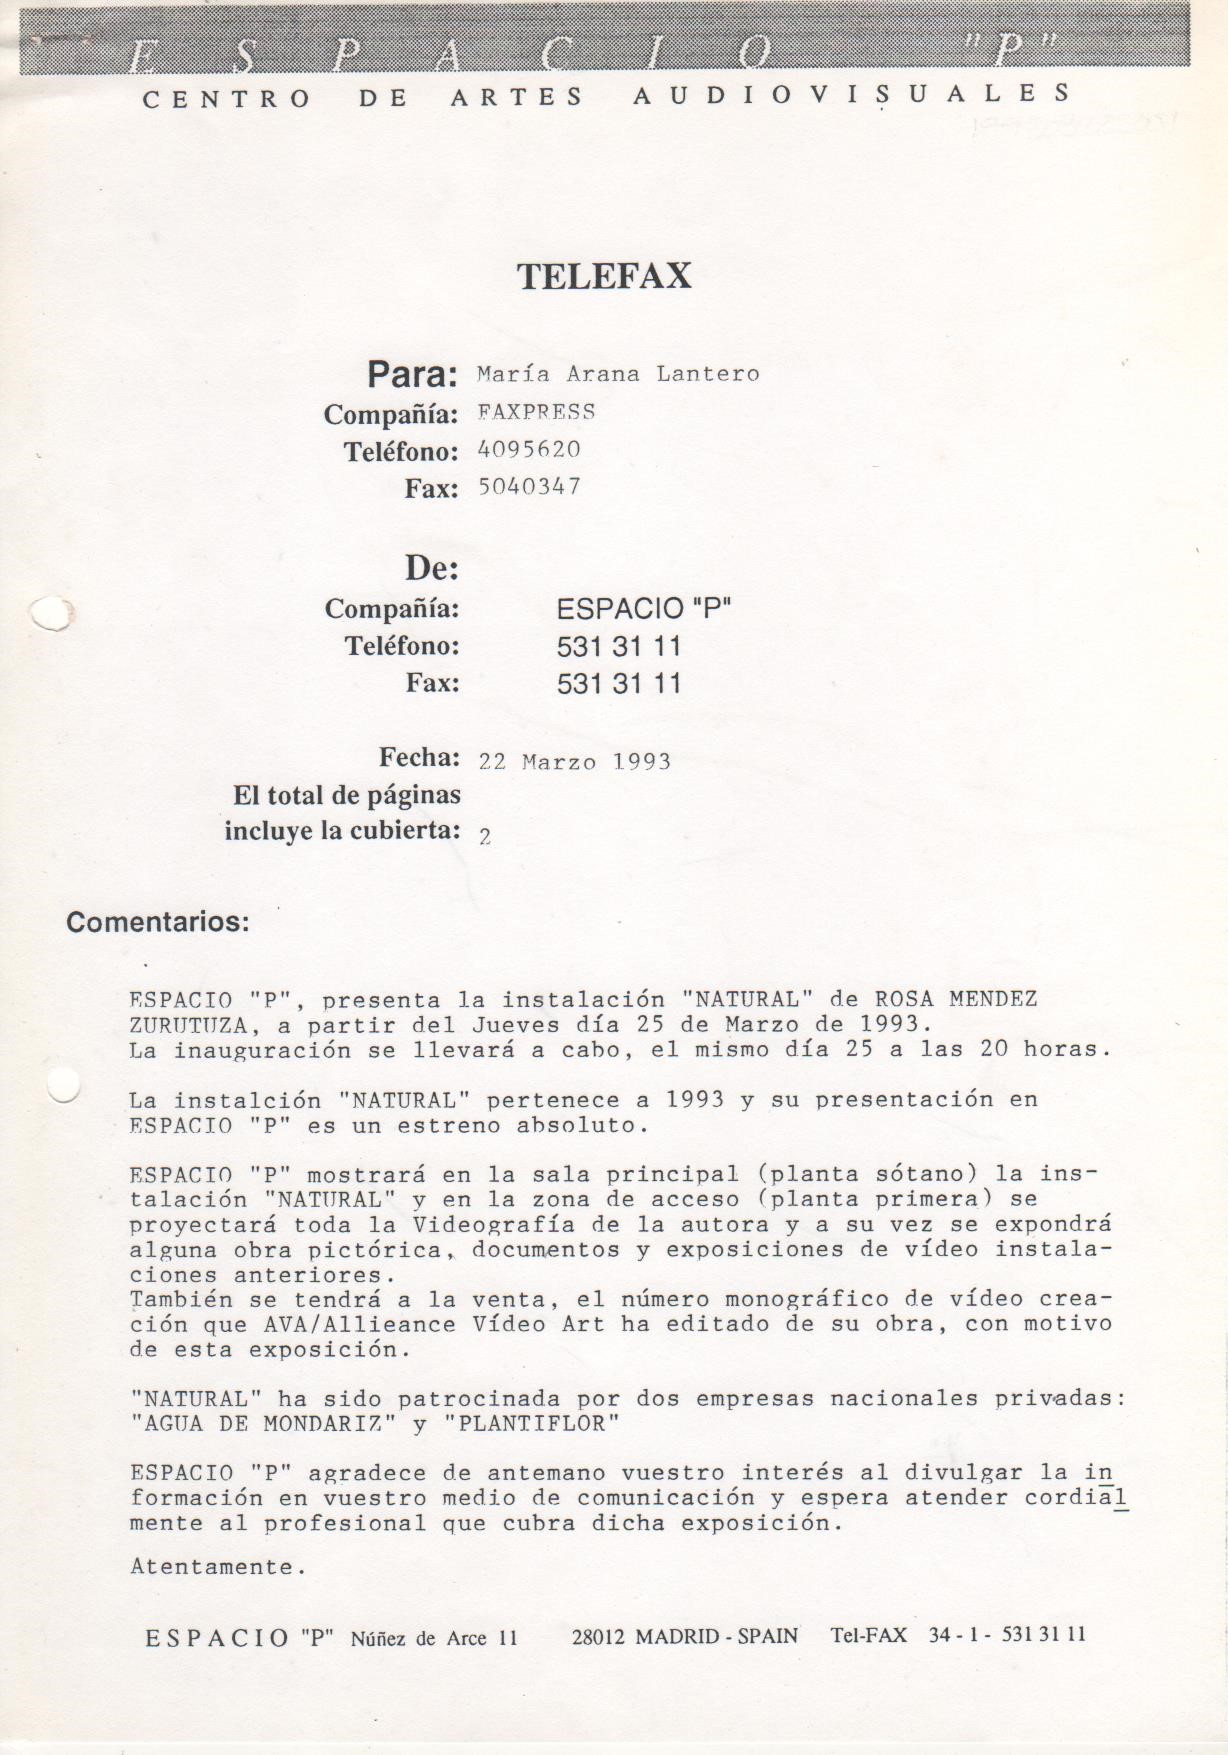 ESPACIO "P"
CENTRO DE ARTES AUDIOVISUALES
TELEFAX
Para: María Arana Lantero
Compañía: FAXPRESS
Teléfono: 4095620
Fax: 5040347
De:
Compañía: ESPACIO "P"
Teléfono: 531 31 11
Fax: 531 31 11
Fecha: 22 Marzo 1993
El total de páginas
incluye la cubierta: 2
Comentarios:
ESPACIO "P", presenta la instalación "NATURAL" de ROSA MENDEZ
ZURUTUZA, a partir del Jueves día 25 de Marzo de 1993.
La inauguración se llevará a cabo, el mismo día 25 a las 20 horas.
La instalción "NATURAL" pertenece a 1993 y su presentación en
ESPACIO "P" es un estreno absoluto.
ESPACIO "P" mostrará en la sala principal (planta sótano) la ins-
talación "NATURAL" y en la zona de acceso (planta primera) se
proyectará toda la Videografía de la autora y a su vez se expondrá
alguna obra pictórica, documentos y exposiciones de vídeo instala-
ciones anteriores.
También se tendrá a la venta, el número monográfico de vídeo crea-
ción que AVA/Allieance Vídeo Art ha editado de su obra, con motivo
de esta exposición.
"NATURAL" ha sido patrocinada por dos empresas nacionales privadas:
"AGUA DE MONDARIZ" y "PLANTIFLOR"
ESPACIO "P" agradece de antemano vuestro interés al divulgar la in
formación en vuestro medio de comunicación y espera atender cordial
mente al profesional que cubra dicha exposición.
Atentamente.
ESPACIO "P" Núñez de Arce 11 28012 MADRID - SPAIN Tel-FAX 34 - 1 - 531 31 11